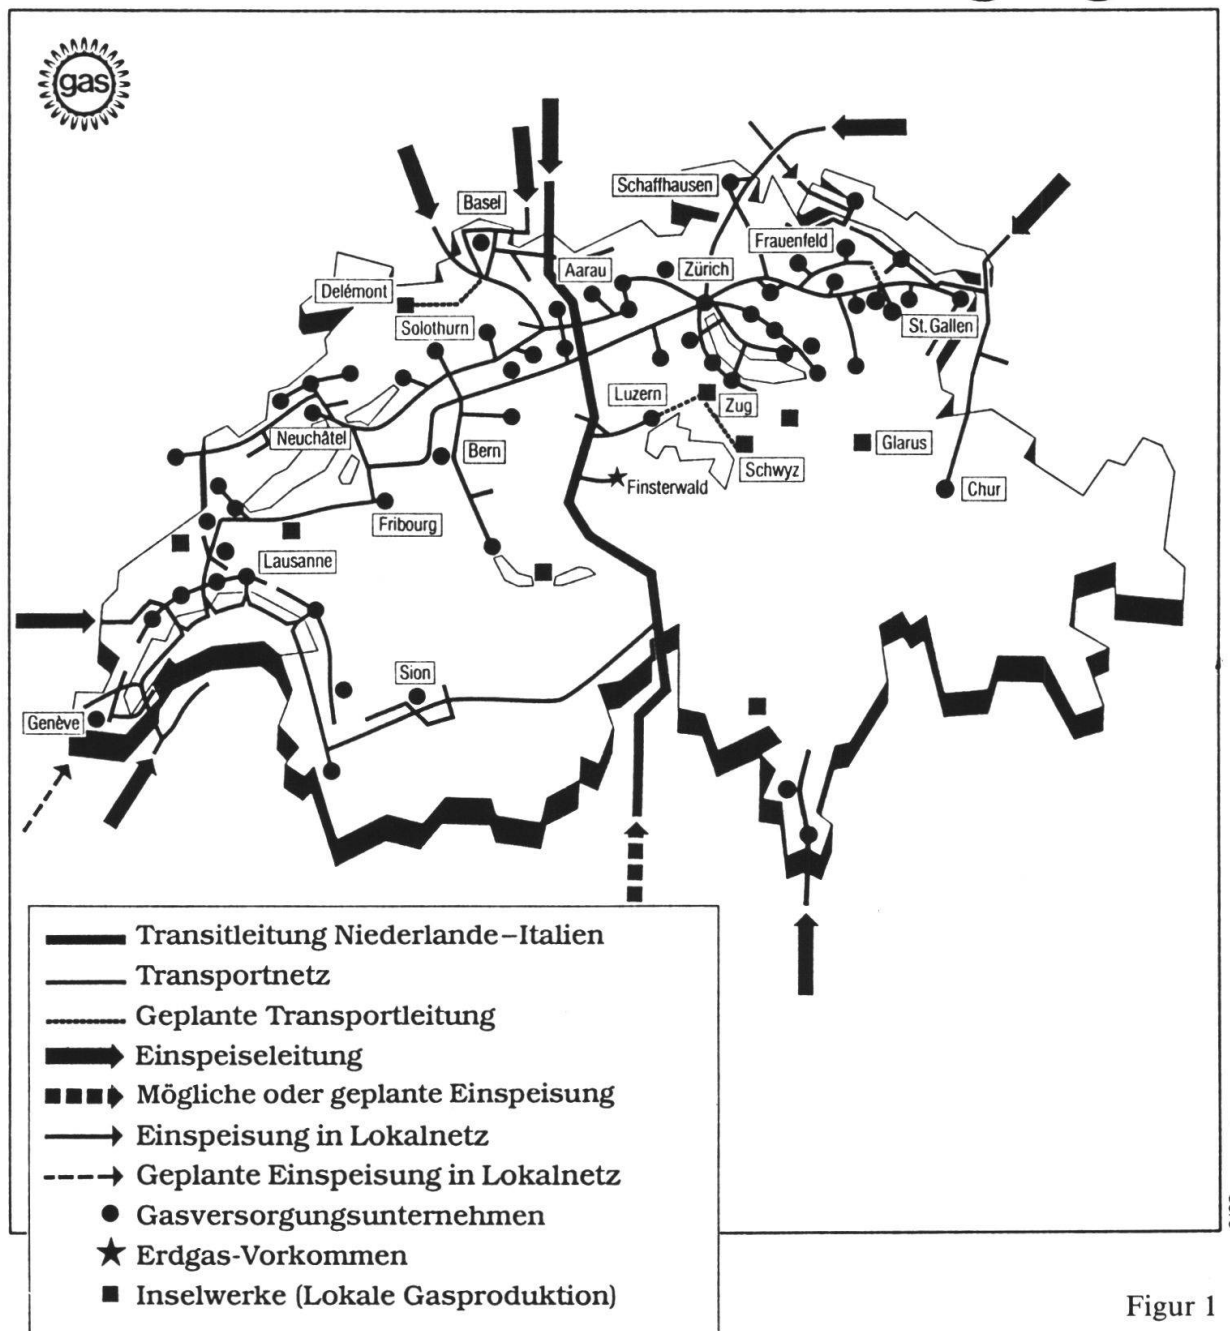 gas
Schaffhausen
Basel
Frauenfeld
Aarau
Zürich
Delémont
Solothurn
St. Gallen
Luzern
Zug
Neuchâtel
Bern
Glarus
Schwyz
Finsterwald
Chur
Fribourg
Lausanne
Sion
Genève
Transitleitung Niederlande–Italien
Transportnetz
Geplante Transportleitung
Einspeiseleitung
Mögliche oder geplante Einspeisung
Einspeisung in Lokalnetz
Geplante Einspeisung in Lokalnetz
Gasversorgungsunternehmen
Erdgas-Vorkommen
Inselwerke (Lokale Gasproduktion)
Figur 1